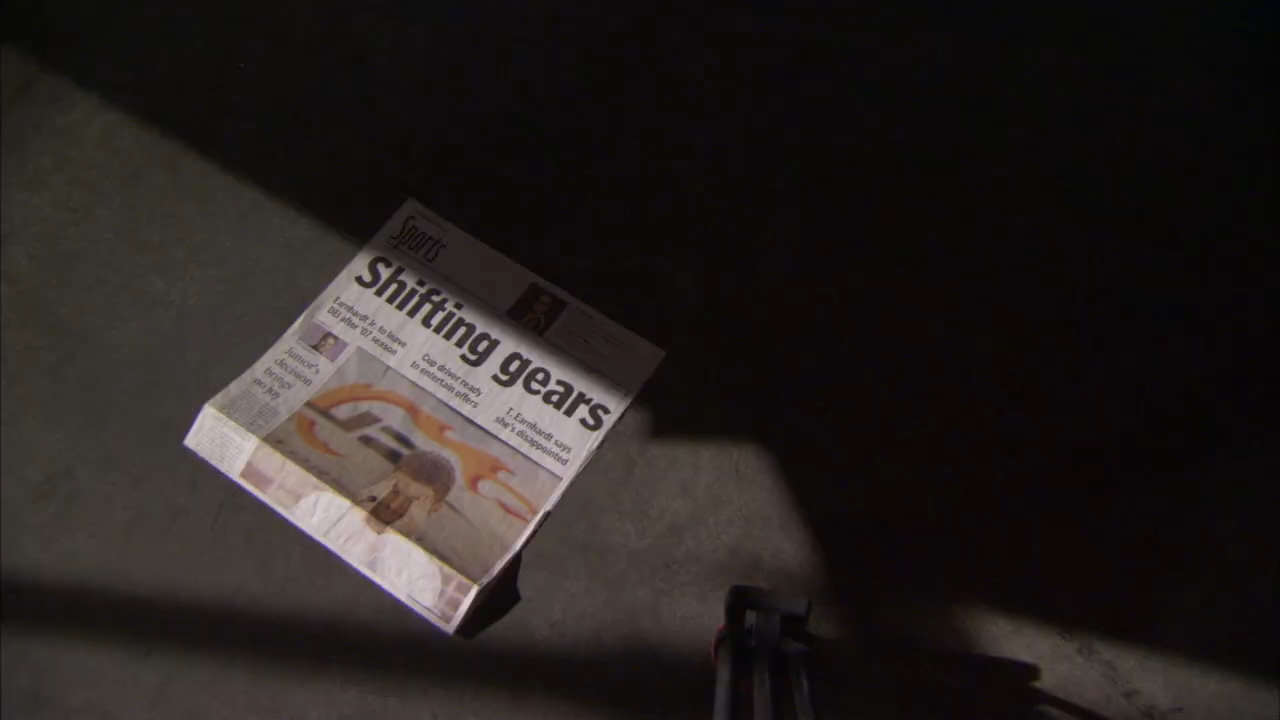 Sports
Shifting gears
Earnhardt Jr. to leave
DEI after '07 season
Cup driver ready
to entertain offers
T. Earnhardt says
she's disappointed
Junior's
decision
brings
no joy